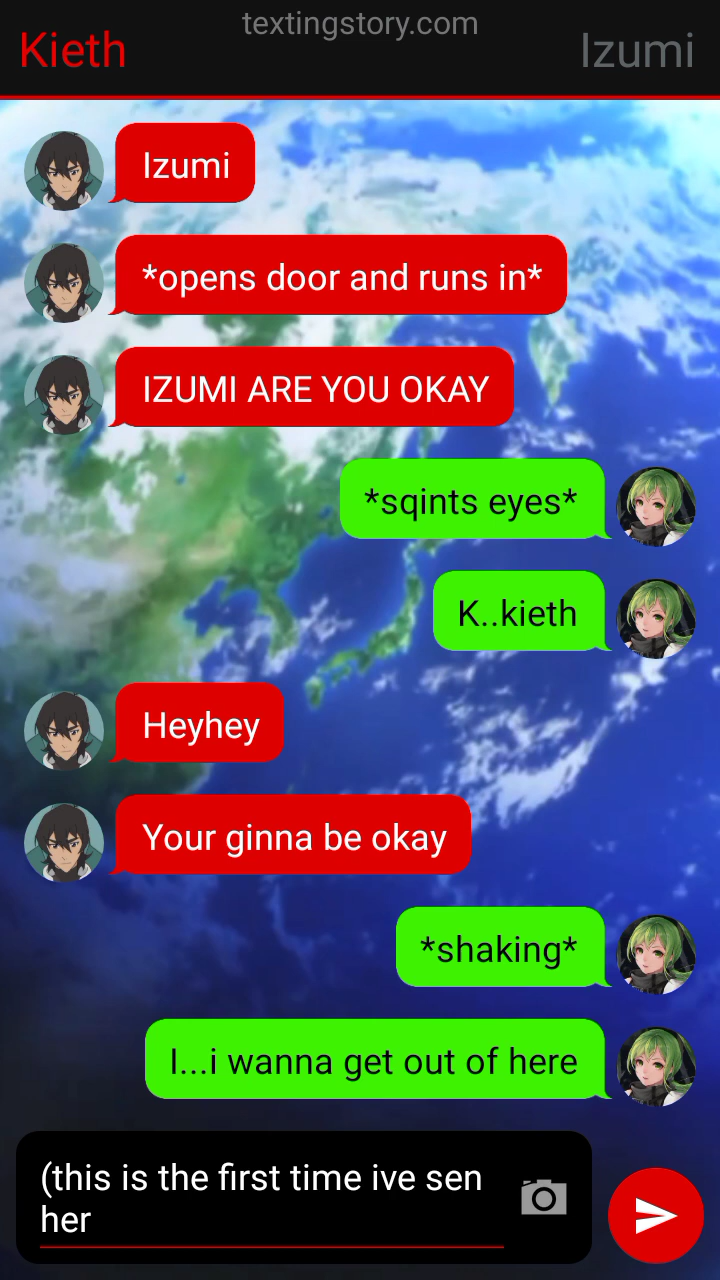 textingstory.com
Kieth
Izumi
Izumi
*opens door and runs in*
IZUMI ARE YOU OKAY
*sqints eyes*
K..kieth
Heyhey
Your ginna be okay
*shaking*
I...i wanna get out of here
(this is the first time ive sen
her